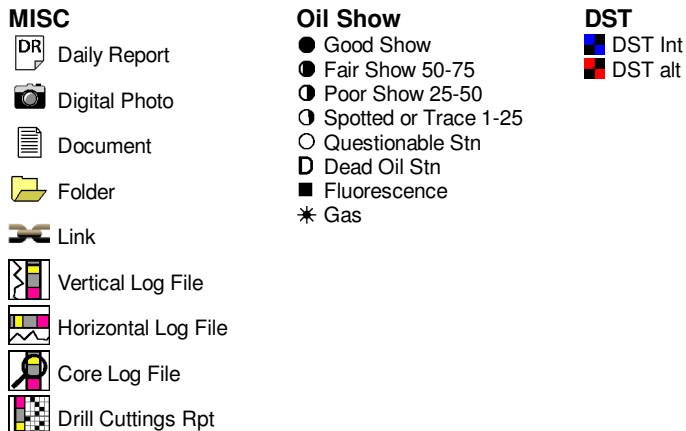 MISC
DR Daily Report
Digital Photo
Document
Folder
Link
Vertical Log File
Horizontal Log File
Core Log File
Drill Cuttings Rpt
Oil Show
Good Show
Fair Show 50-75
Poor Show 25-50
Spotted or Trace 1-25
Questionable Stn
D Dead Oil Stn
Fluorescence
Gas
DST
DST Int
DST alt